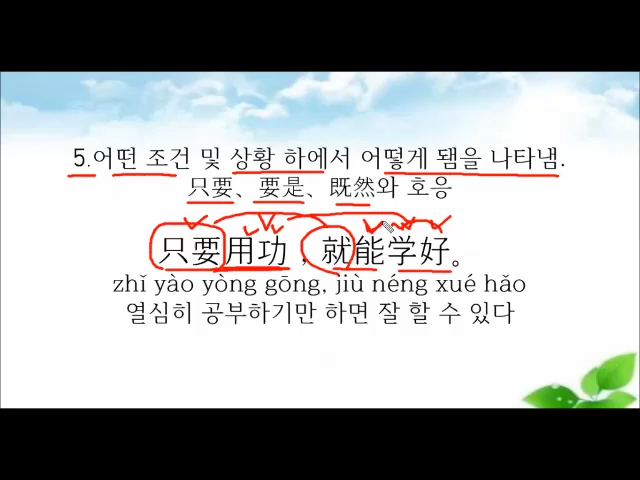 5.어떤 조건 및 상황 하에서 어떻게 됨을 나타냄.
只要、要是、既然와 호응
只要用功，就能学好。
zhǐ yào yòng gōng, jiù néng xué hǎo
열심히 공부하기만 하면 잘 할 수 있다